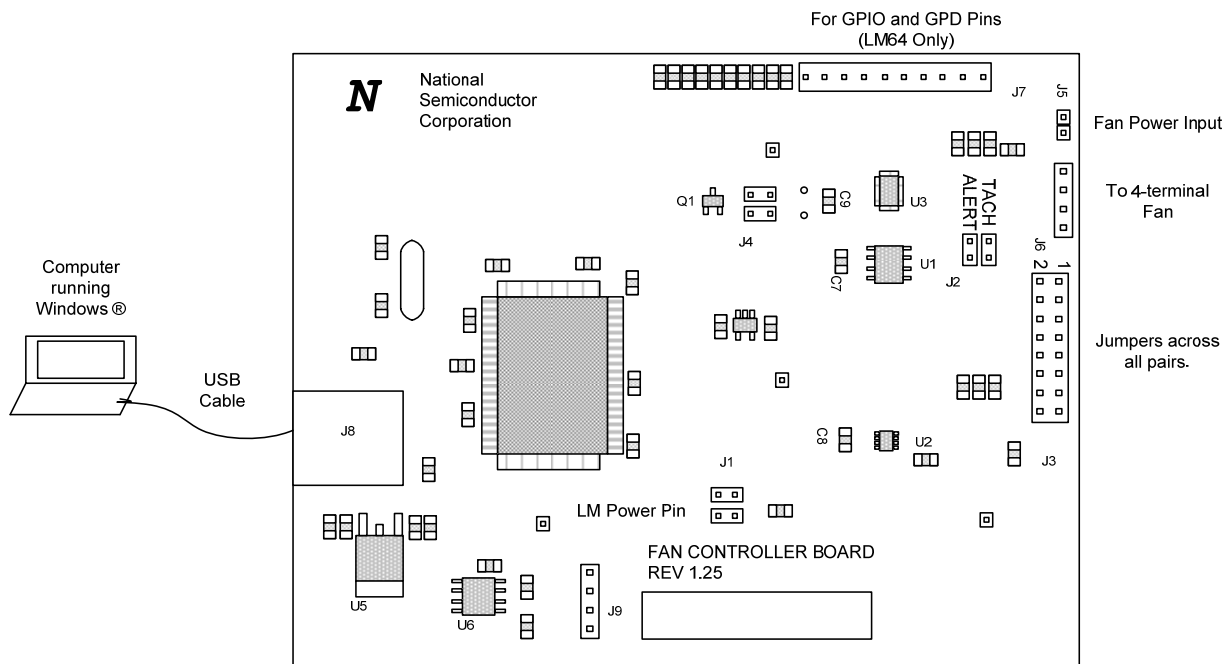 For GPIO and GPD Pins
(LM64 Only)
N
National
Semiconductor
Corporation
J7
J5
Fan Power Input
TACH
ALERT
To 4-terminal
Fan
Q1
J4
C9
U3
C7
U1
J2
J6
2 1
Computer
running
Windows ®
USB
Cable
J8
Jumpers across
all pairs.
C8
U2
J3
J1
LM Power Pin
FAN CONTROLLER BOARD
REV 1.25
U5
U6
J9